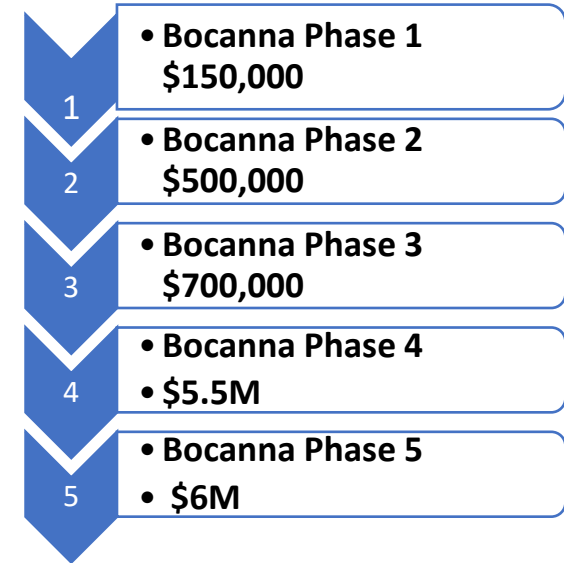 1
• Bocanna Phase 1
$150,000
2
• Bocanna Phase 2
$500,000
3
• Bocanna Phase 3
$700,000
4
• Bocanna Phase 4
• $5.5M
5
• Bocanna Phase 5
• $6M